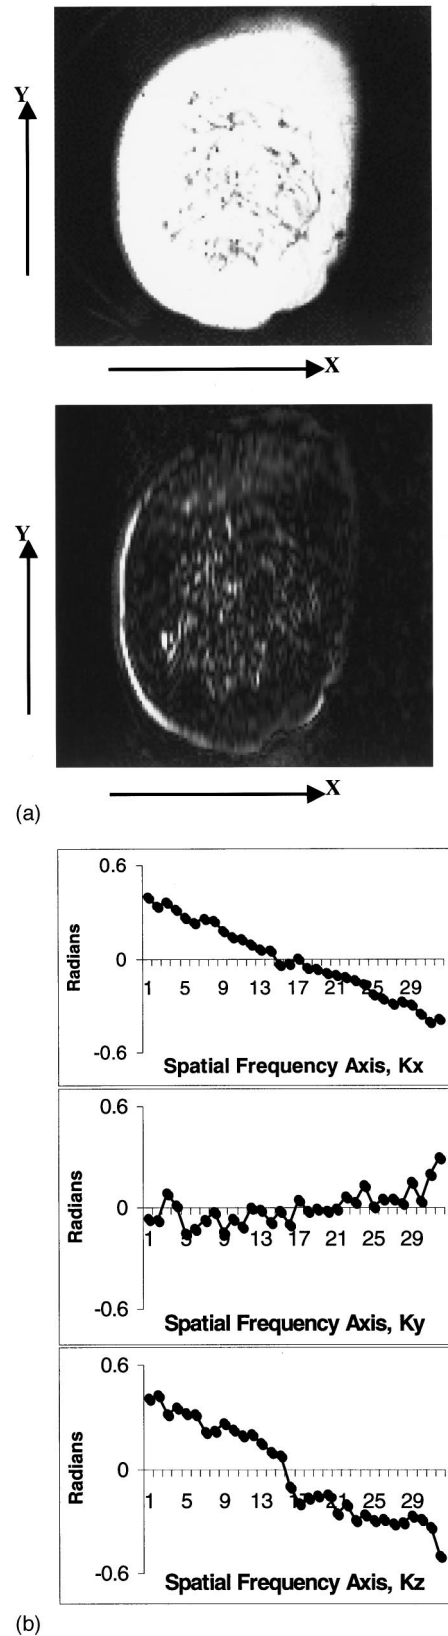 Y
X
Y
X
(a)
0.6
Radians
0
1 5 9 13 17 21 25 29
-0.6
Spatial Frequency Axis, Kx
0.6
Radians
0
1 5 9 13 17 21 25 29
-0.6
Spatial Frequency Axis, Ky
0.6
Radians
0
1 5 9 13 17 21 25 29
-0.6
Spatial Frequency Axis, Kz
(b)